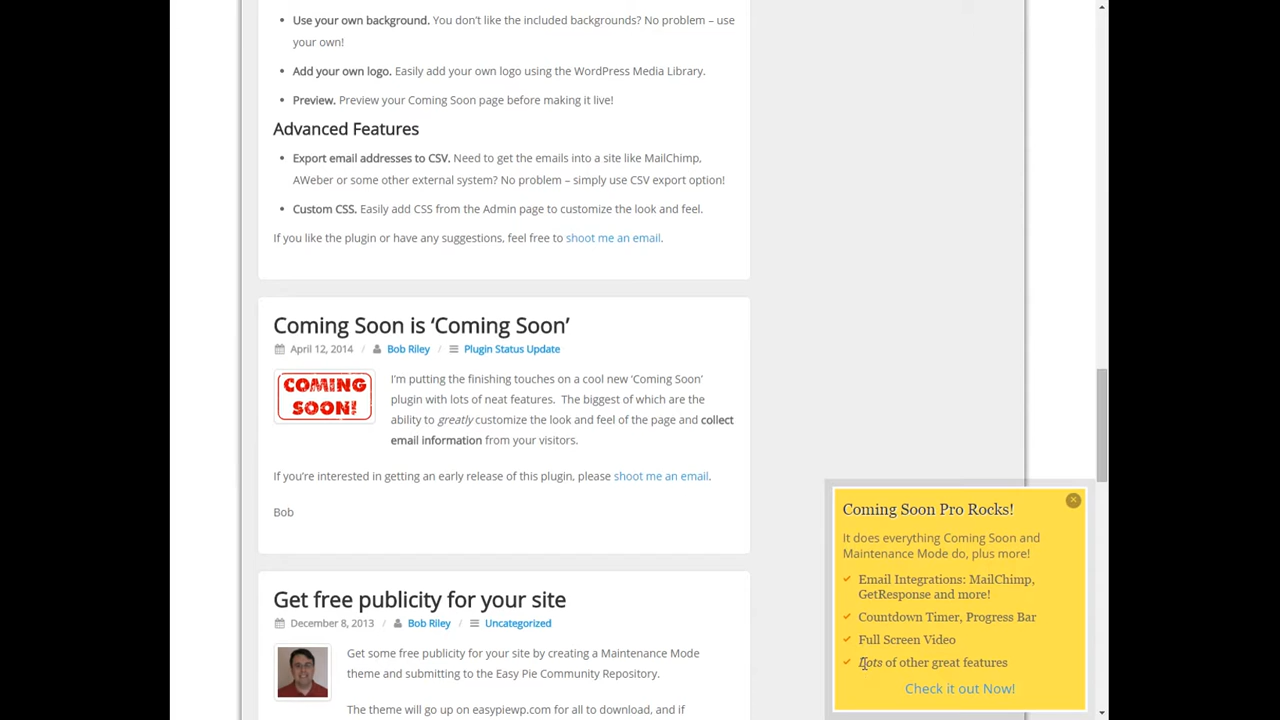 Use your own background. You don't like the included backgrounds? No problem – use
your own!
Add your own logo. Easily add your own logo using the WordPress Media Library.
Preview. Preview your Coming Soon page before making it live!
Advanced Features
Export email addresses to CSV. Need to get the emails into a site like MailChimp,
AWeber or some other external system? No problem – simply use CSV export option!
Custom CSS. Easily add CSS from the Admin page to customize the look and feel.
If you like the plugin or have any suggestions, feel free to shoot me an email.
Coming Soon is ‘Coming Soon’
April 12, 2014 / Bob Riley / Plugin Status Update
COMING
SOON!
I'm putting the finishing touches on a cool new ‘Coming Soon’
plugin with lots of neat features. The biggest of which are the
ability to greatly customize the look and feel of the page and collect
email information from your visitors.
If you're interested in getting an early release of this plugin, please shoot me an email.
Bob
Get free publicity for your site
December 8, 2013 / Bob Riley / Uncategorized
Get some free publicity for your site by creating a Maintenance Mode
theme and submitting to the Easy Pie Community Repository.
The theme will go up on easypiewp.com for all to download, and if
Coming Soon Pro Rocks!
It does everything Coming Soon and
Maintenance Mode do, plus more!
Email Integrations: MailChimp,
GetResponse and more!
Countdown Timer, Progress Bar
Full Screen Video
Lots of other great features
Check it out Now!